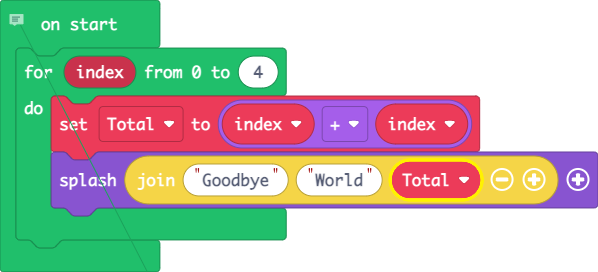 on start
for index from 0 to 4
do
set Total to index + index
splash join "Goodbye" "World" Total